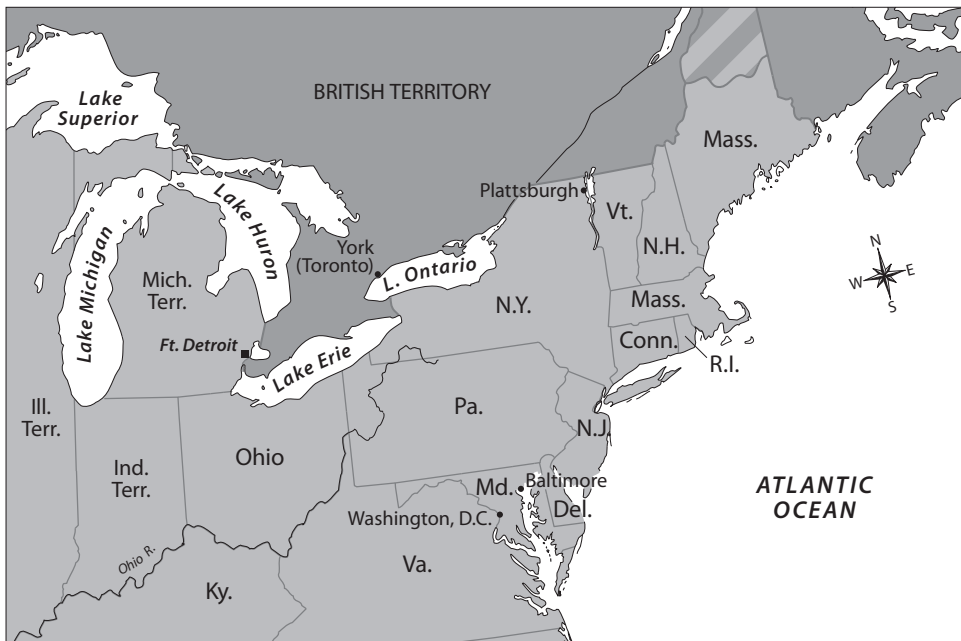 Lake
Superior
BRITISH TERRITORY
Mass.
Plattsburgh
Vt.
N.H.
Lake Michigan
Lake Huron
York
(Toronto)
L. Ontario
Mich.
Terr.
N.Y.
Mass.
Conn.
R.I.
N
W
E
S
Ft. Detroit
Lake Erie
Ill.
Terr.
Ind.
Terr.
Ohio
Pa.
N.J.
Md.
Baltimore
Del.
Washington, D.C.
ATLANTIC
OCEAN
Ohio R.
Va.
Ky.